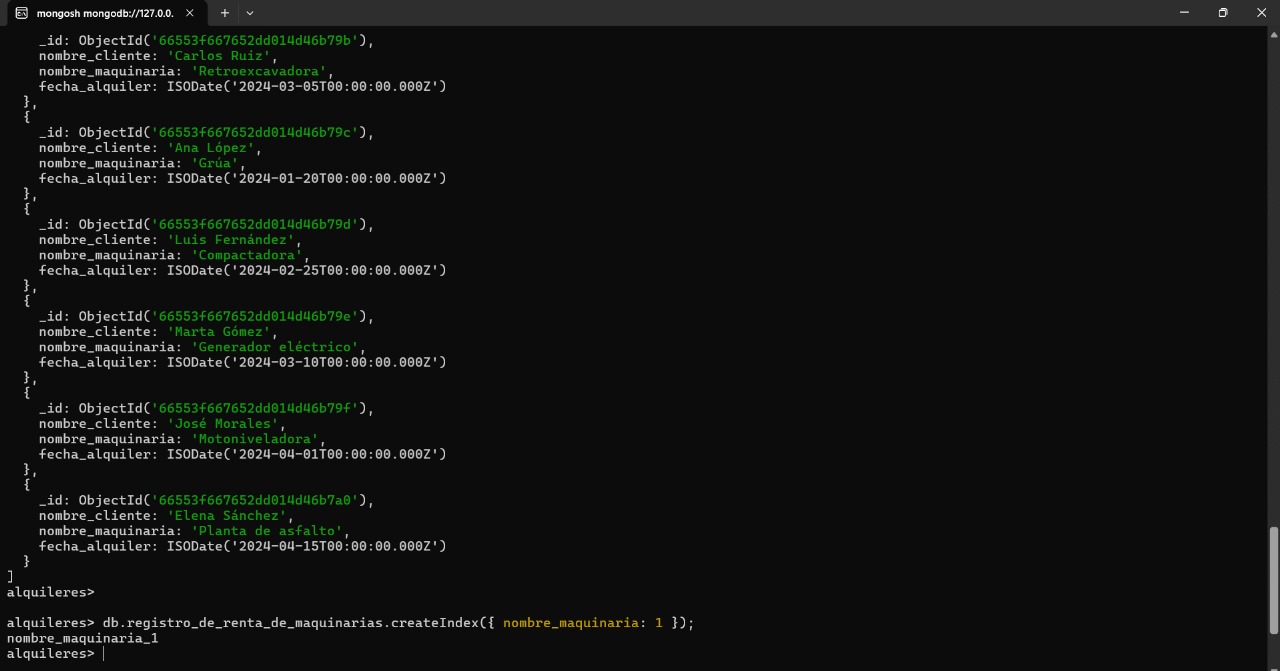 mongosh mongodb://127.0.0.
_id: ObjectId('66553f667652dd014d46b79b'),
nombre_cliente: 'Carlos Ruiz',
nombre_maquinaria: 'Retroexcavadora',
fecha_alquiler: ISODate('2024-03-05T00:00:00.000Z')
},
{
_id: ObjectId('66553f667652dd014d46b79c'),
nombre_cliente: 'Ana López',
nombre_maquinaria: 'Grúa',
fecha_alquiler: ISODate('2024-01-20T00:00:00.000Z')
},
{
_id: ObjectId('66553f667652dd014d46b79d'),
nombre_cliente: 'Luis Fernández',
nombre_maquinaria: 'Compactadora',
fecha_alquiler: ISODate('2024-02-25T00:00:00.000Z')
},
{
_id: ObjectId('66553f667652dd014d46b79e'),
nombre_cliente: 'Marta Gómez',
nombre_maquinaria: 'Generador eléctrico',
fecha_alquiler: ISODate('2024-03-10T00:00:00.000Z')
},
{
_id: ObjectId('66553f667652dd014d46b79f'),
nombre_cliente: 'José Morales',
nombre_maquinaria: 'Motoniveladora',
fecha_alquiler: ISODate('2024-04-01T00:00:00.000Z')
},
{
_id: ObjectId('66553f667652dd014d46b7a0'),
nombre_cliente: 'Elena Sánchez',
nombre_maquinaria: 'Planta de asfalto',
fecha_alquiler: ISODate('2024-04-15T00:00:00.000Z')
}
]
alquileres>
alquileres> db.registro_de_renta_de_maquinarias.createIndex({ nombre_maquinaria: 1 });
nombre_maquinaria_1
alquileres>